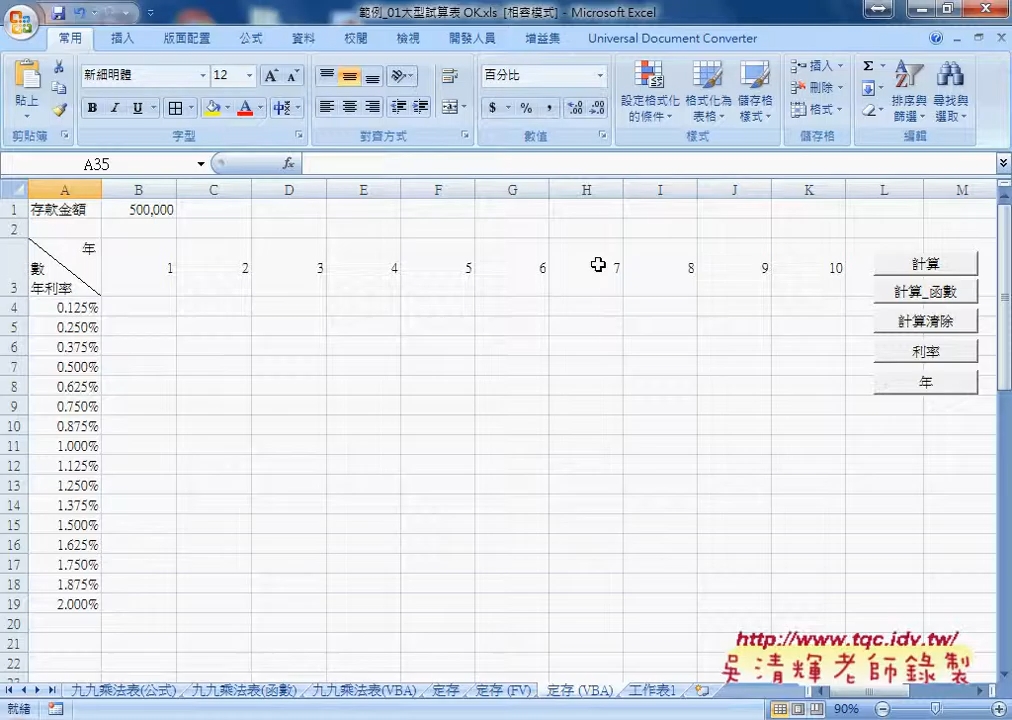 範例_01大型試算表 OK.xls [相容模式] - Microsoft Excel
常用 插入 版面配置 公式 資料 校閱 檢視 開發人員 增益集 Universal Document Converter
新細明體 12 百分比
貼上 設定格式化的條件 格式化為表格 儲存格樣式 插入 刪除 格式 排序與篩選 尋找與選取
剪貼簿 字型 對齊方式 數值 樣式 儲存格 編輯
A35 fx
A B C D E F G H I J K L M
1 存款金額 500,000
2
年
數 1 2 3 4 5 6 7 8 9 10 計算
3 年利率 計算_函數
4 0.125%
5 0.250% 計算清除
6 0.375% 利率
7 0.500%
8 0.625% 年
9 0.750%
10 0.875%
11 1.000%
12 1.125%
13 1.250%
14 1.375%
15 1.500%
16 1.625%
17 1.750%
18 1.875%
19 2.000%
20
21
22
http://www.tqc.idv.tw/
吳清輝老師錄製
九九乘法表(公式) 九九乘法表(函數) 九九乘法表(VBA) 定存 定存 (FV) 定存 (VBA) 工作表1
就緒 90%